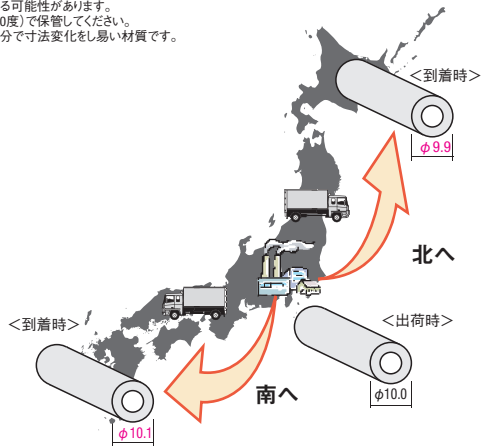 る可能性があります。
0度)で保管してください。
分で寸法変化をし易い材質です。
＜到着時＞
φ9.9
北へ
＜到着時＞
＜出荷時＞
φ10.0
南へ
φ10.1